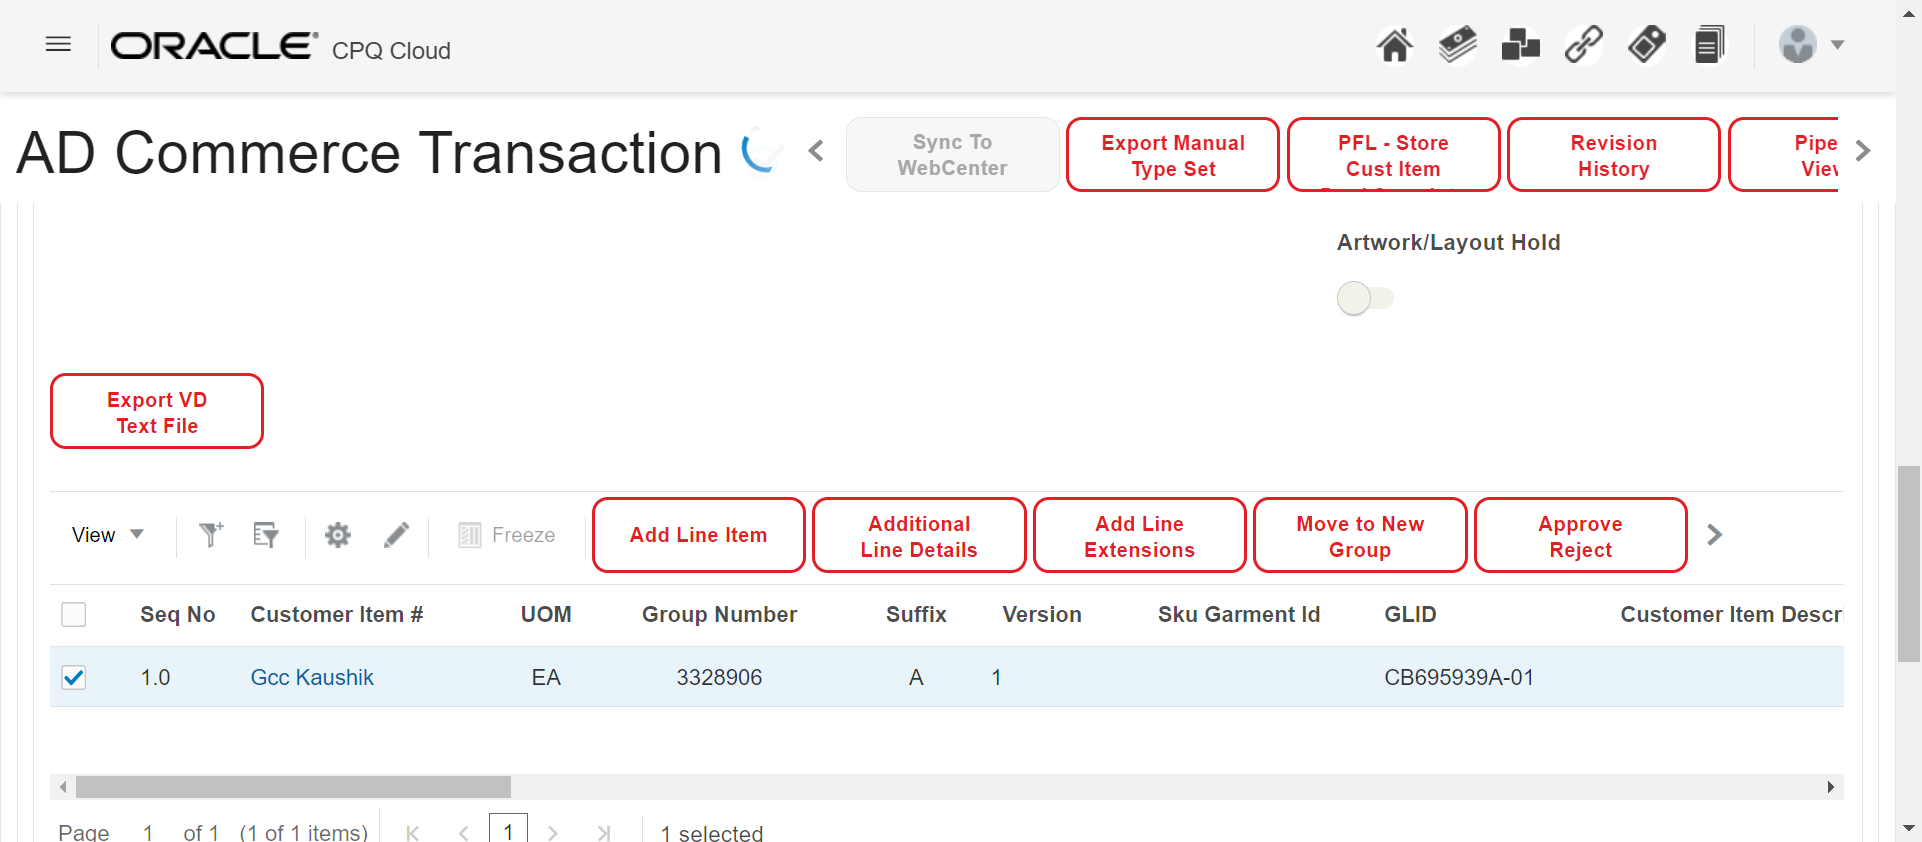 ORACLE CPQ Cloud
AD Commerce Transaction
Sync To
WebCenter
Export Manual
Type Set
PFL - Store
Cust Item
Revision
History
Pipe
Artwork/Layout Hold
Export VD
Text File
View
Freeze
Add Line Item
Additional
Line Details
Add Line
Extensions
Move to New
Group
Approve
Reject
Seq No Customer Item # UOM Group Number Suffix Version Sku Garment Id GLID Customer Item Descr
1.0 Gcc Kaushik EA 3328906 A 1 CB695939A-01
Page 1 of 1 (1 of 1 items) 1 1 selected